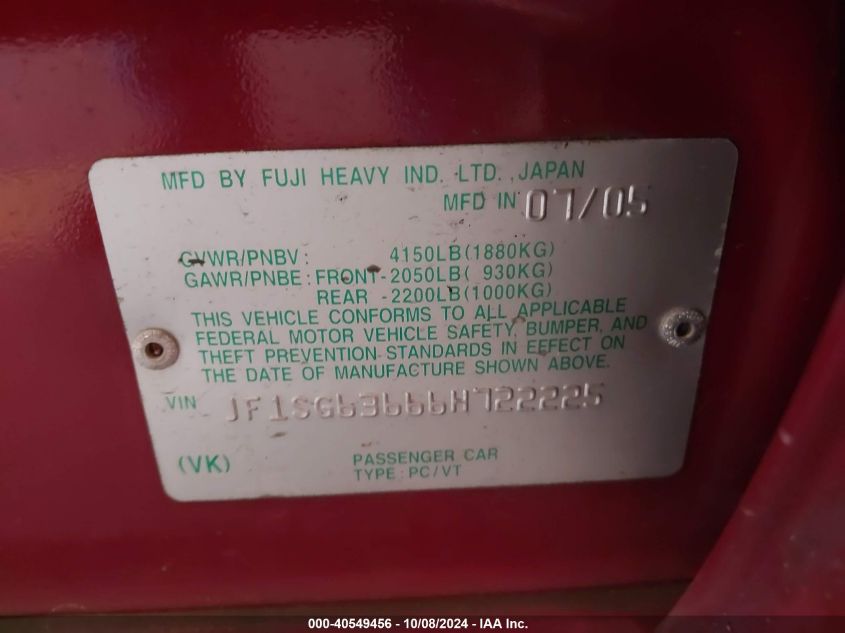 MFD BY FUJI HEAVY IND. LTD., JAPAN
MFD IN 07/05
GVWR/PNBV: 4150LB(1880KG)
GAWR/PNBE: FRONT-2050LB( 930KG)
REAR -2200LB(1000KG)
THIS VEHICLE CONFORMS TO ALL APPLICABLE
FEDERAL MOTOR VEHICLE SAFETY, BUMPER, AND
THEFT PREVENTION STANDARDS IN EFFECT ON
THE DATE OF MANUFACTURE SHOWN ABOVE.
VIN JF1SG63666H722225
(VK) PASSENGER CAR
TYPE: PC/VT
000-40549456 - 10/08/2024 - IAA Inc.